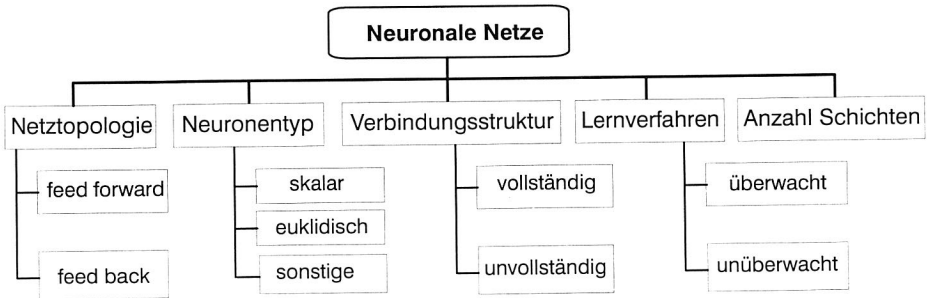 Neuronale Netze
Netztopologie
Neuronentyp
Verbindungsstruktur
Lernverfahren
Anzahl Schichten
feed forward
feed back
skalar
euklidisch
sonstige
vollständig
unvollständig
überwacht
unüberwacht